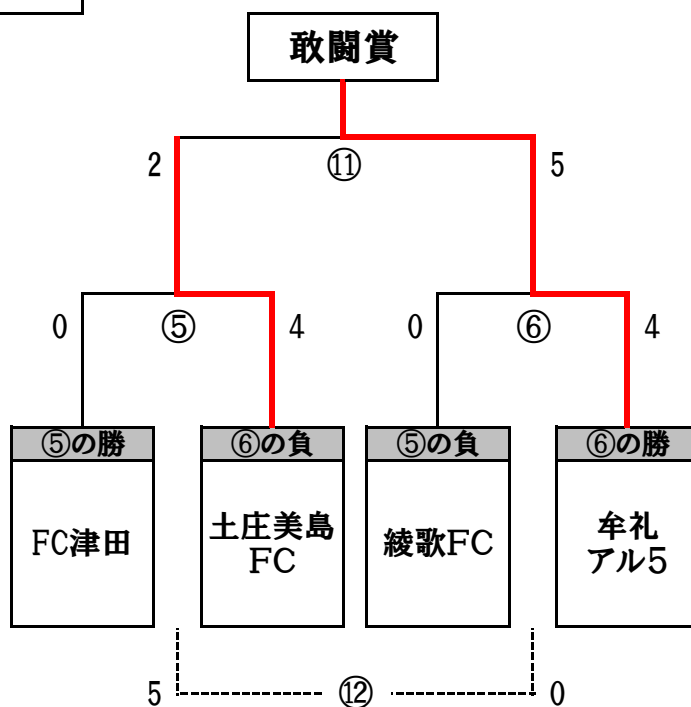 敢闘賞
2 ⑪ 5
0 ⑤ 4 0 ⑥ 4
⑤の勝 ⑥の負 ⑤の負 ⑥の勝
FC津田
土庄美島
FC
綾歌FC
牟礼
アル5
5 ⑫ 0